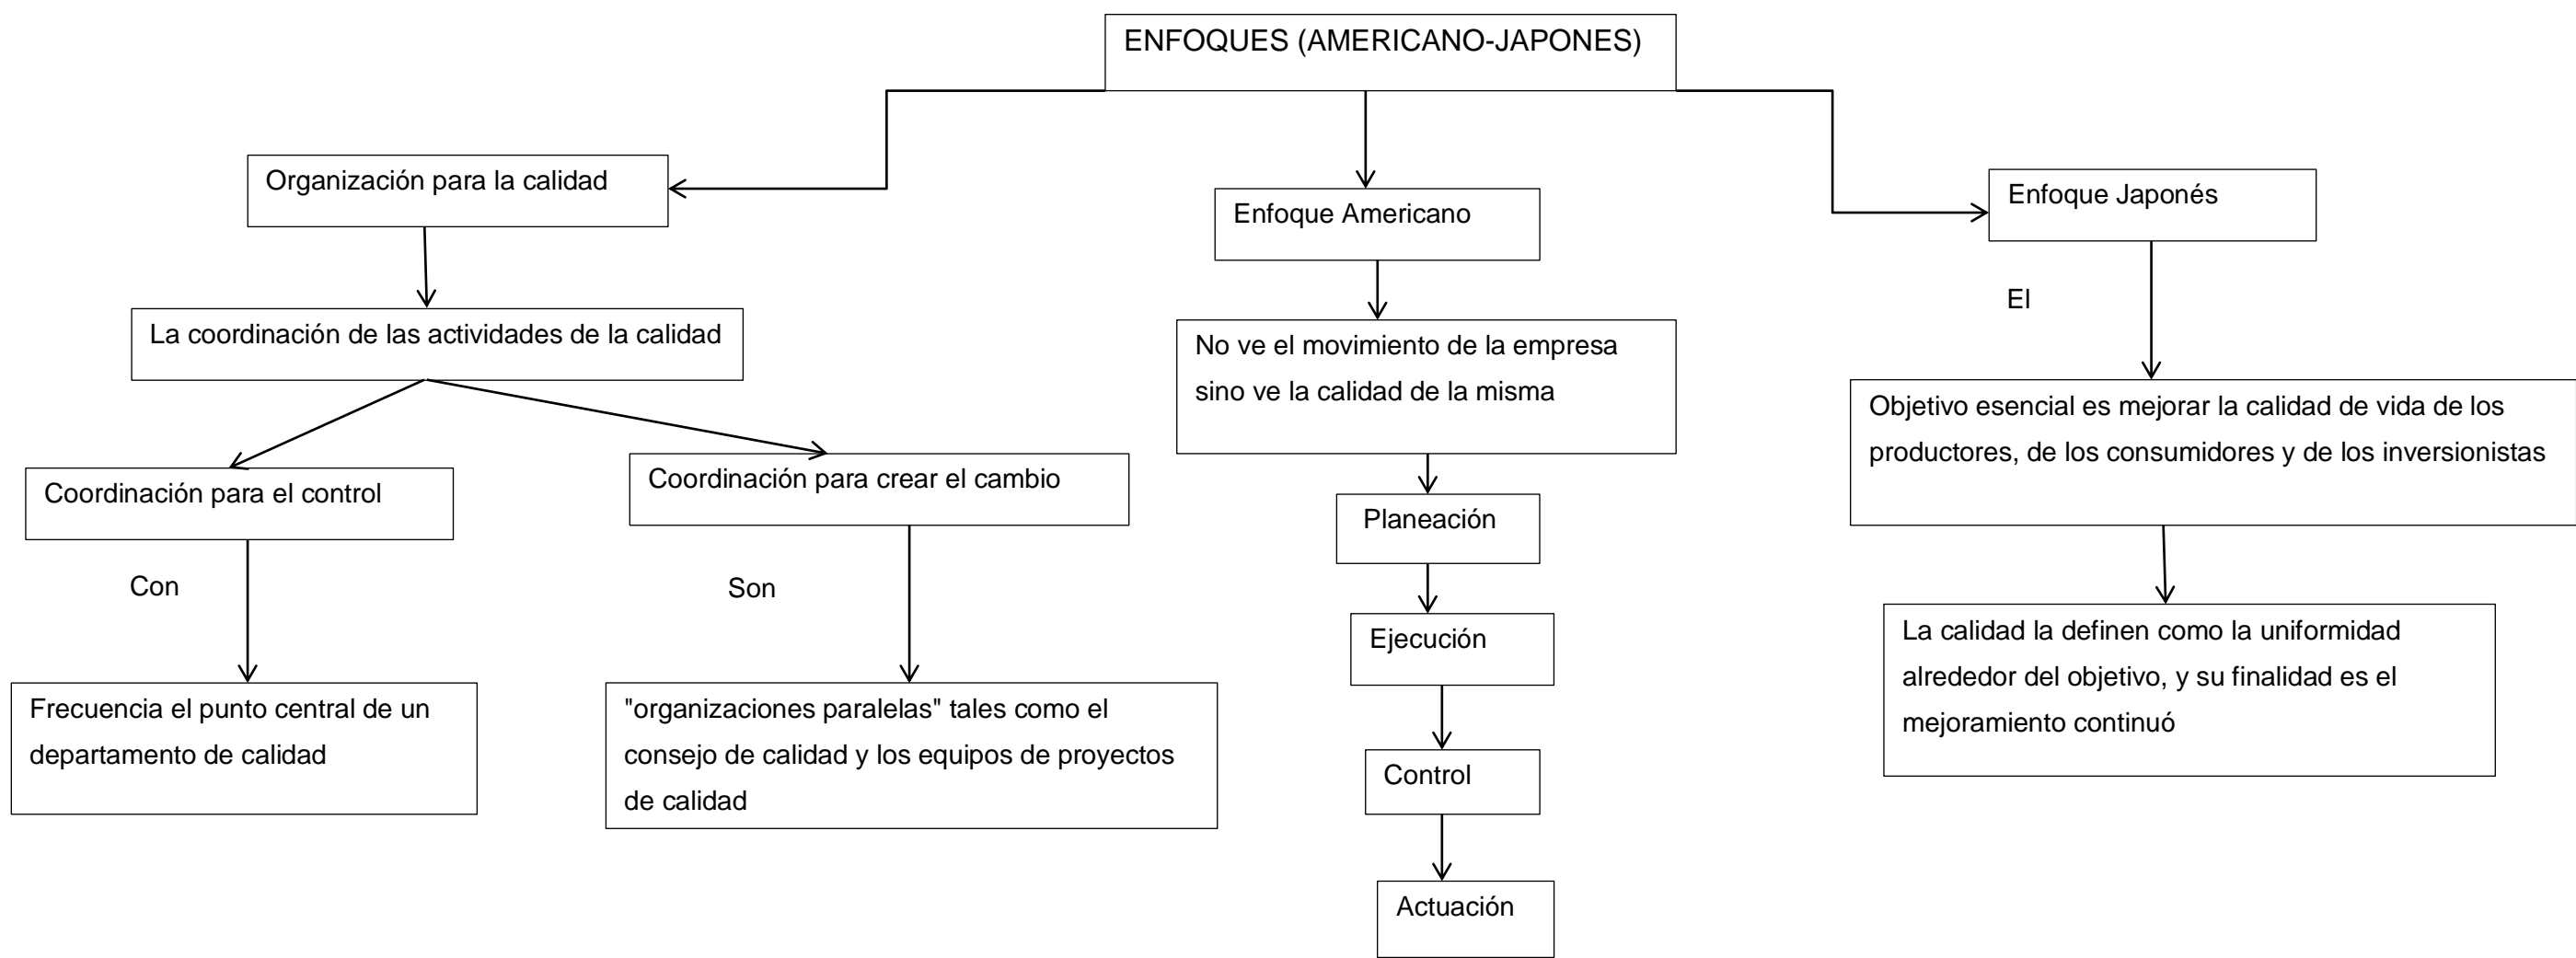 ENFOQUES (AMERICANO-JAPONES)
Organización para la calidad
La coordinación de las actividades de la calidad
Coordinación para el control
Con
Frecuencia el punto central de un
departamento de calidad
Coordinación para crear el cambio
Son
"organizaciones paralelas" tales como el
consejo de calidad y los equipos de proyectos
de calidad
Enfoque Americano
No ve el movimiento de la empresa
sino ve la calidad de la misma
Planeación
Ejecución
Control
Actuación
Enfoque Japonés
El
Objetivo esencial es mejorar la calidad de vida de los
productores, de los consumidores y de los inversionistas
La calidad la definen como la uniformidad
alrededor del objetivo, y su finalidad es el
mejoramiento continuó